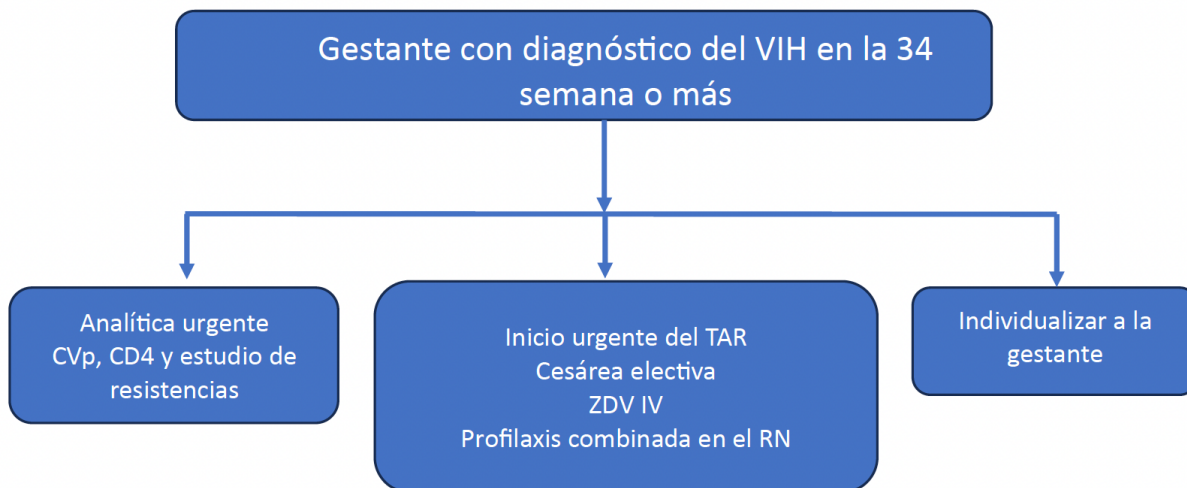 Gestante con diagnóstico del VIH en la 34
semana o más
Analítica urgente
CVp, CD4 y estudio de
resistencias
Inicio urgente del TAR
Cesárea electiva
ZDV IV
Profilaxis combinada en el RN
Individualizar a la
gestante